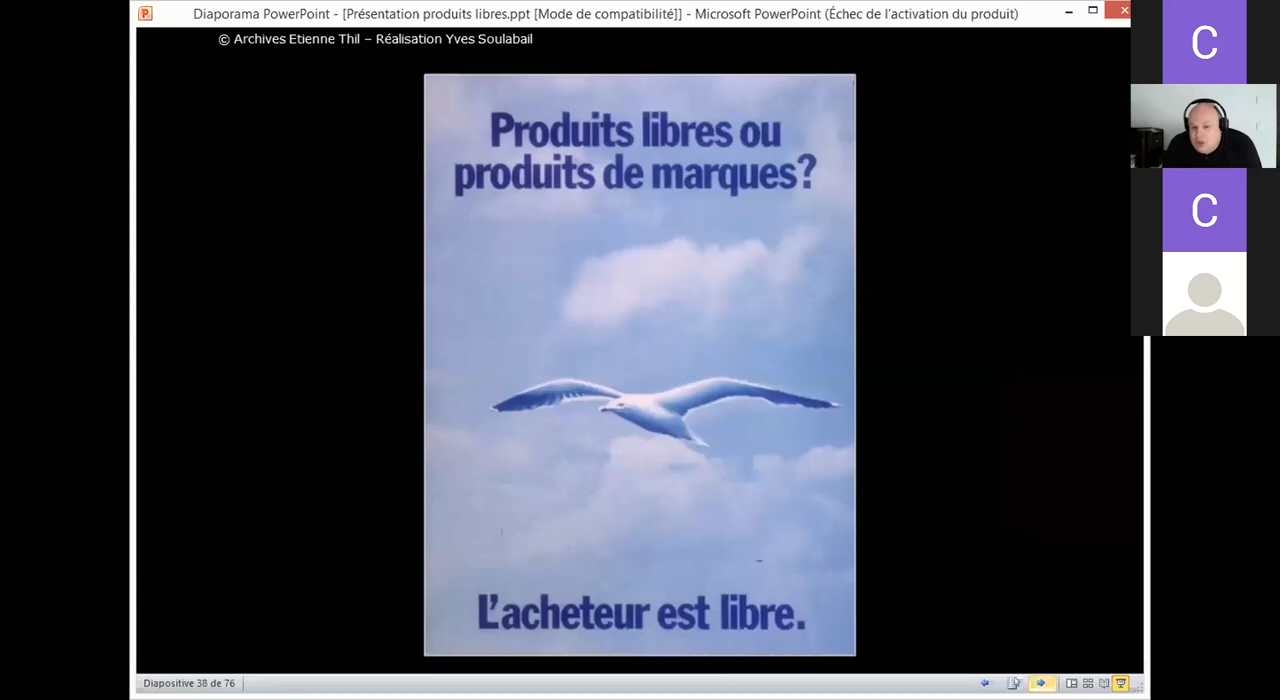 Diaporama PowerPoint - [Présentation produits libres.ppt [Mode de compatibilité]] - Microsoft PowerPoint (Échec de l'activation du produit)
© Archives Etienne Thil – Réalisation Yves Soulabail
C
Produits libres ou
produits de marques?
C
L'acheteur est libre.
Diapositive 38 de 76